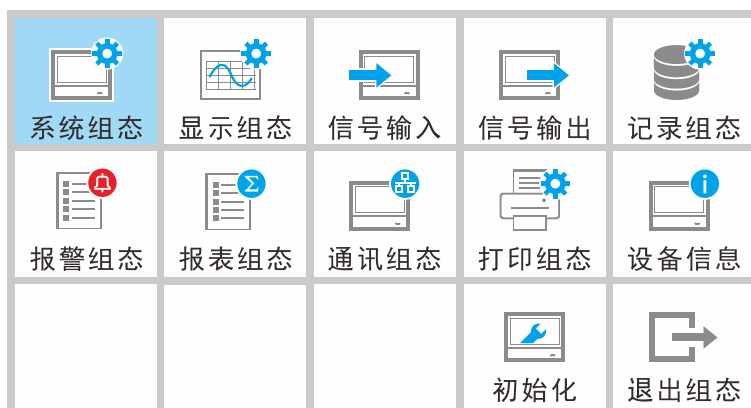 系统组态
显示组态
信号输入
信号输出
记录组态
报警组态
报表组态
通讯组态
打印组态
设备信息
初始化
退出组态